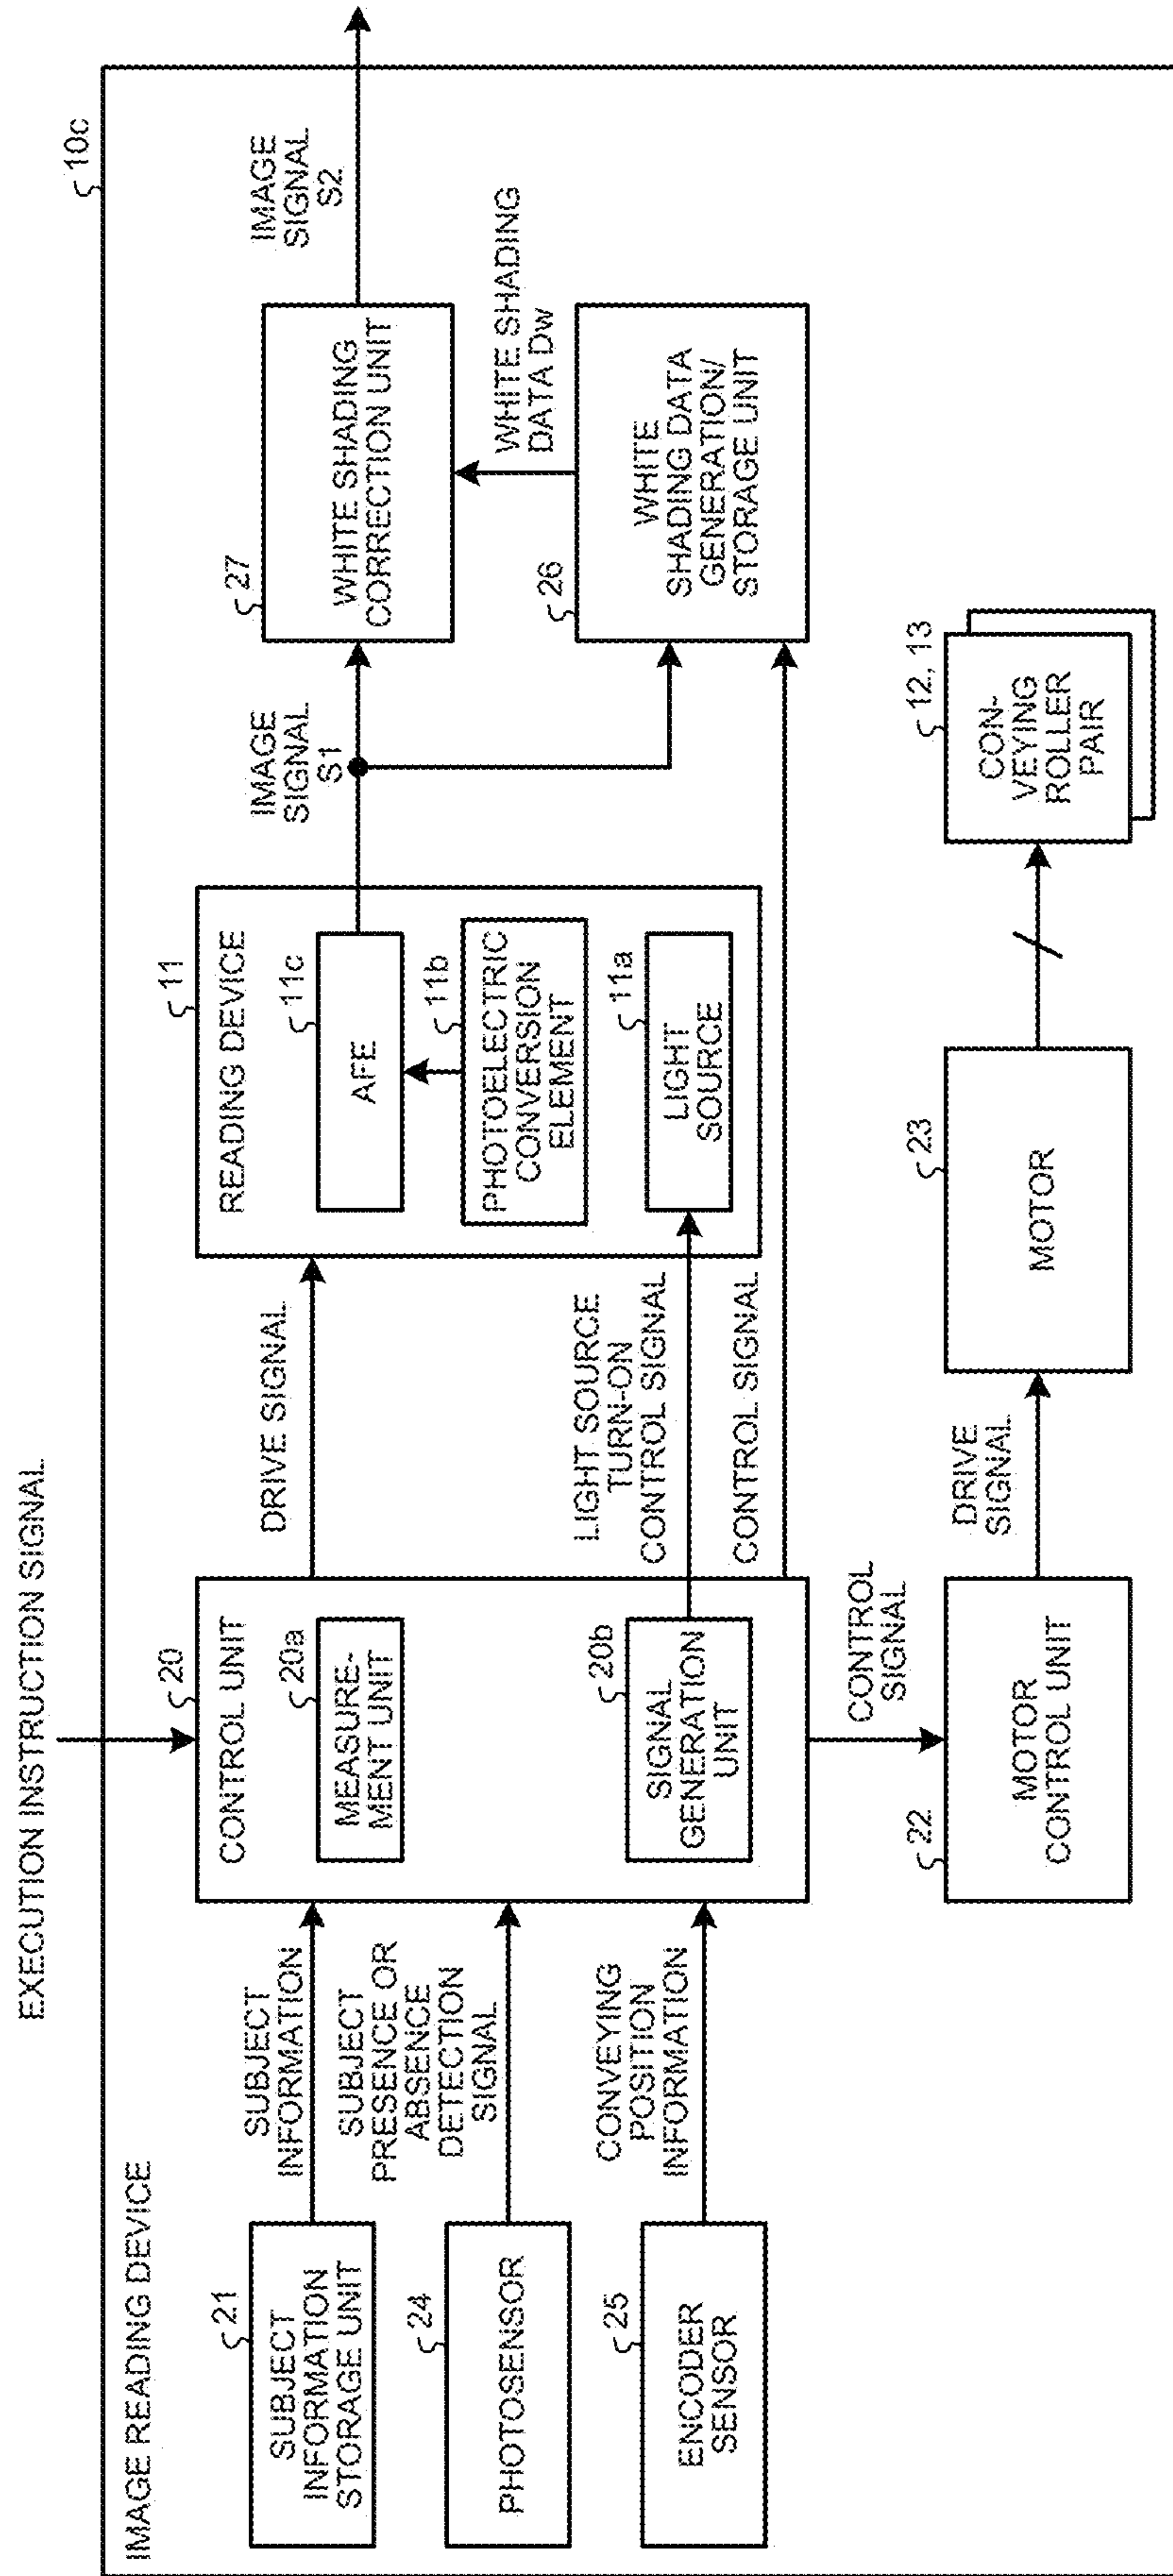 EXECUTION INSTRUCTION SIGNAL
IMAGE READING DEVICE
10c
21
SUBJECT
INFORMATION
STORAGE UNIT
SUBJECT
INFORMATION
24
PHOTOSENSOR
SUBJECT
PRESENCE OR
ABSENCE
DETECTION
SIGNAL
25
ENCODER
SENSOR
CONVEYING
POSITION
INFORMATION
20
CONTROL UNIT
20a
MEASURE-
MENT UNIT
20b
SIGNAL
GENERATION
UNIT
DRIVE SIGNAL
LIGHT SOURCE
TURN-ON
CONTROL SIGNAL
CONTROL SIGNAL
11
READING DEVICE
11c
AFE
11b
PHOTOELECTRIC
CONVERSION
ELEMENT
11a
LIGHT
SOURCE
IMAGE
SIGNAL
S1
27
WHITE SHADING
CORRECTION UNIT
IMAGE
SIGNAL
S2
WHITE SHADING
DATA Dw
26
WHITE
SHADING DATA
GENERATION/
STORAGE UNIT
CONTROL
SIGNAL
22
MOTOR
CONTROL UNIT
DRIVE
SIGNAL
23
MOTOR
12, 13
CON-
VEYING
ROLLER
PAIR